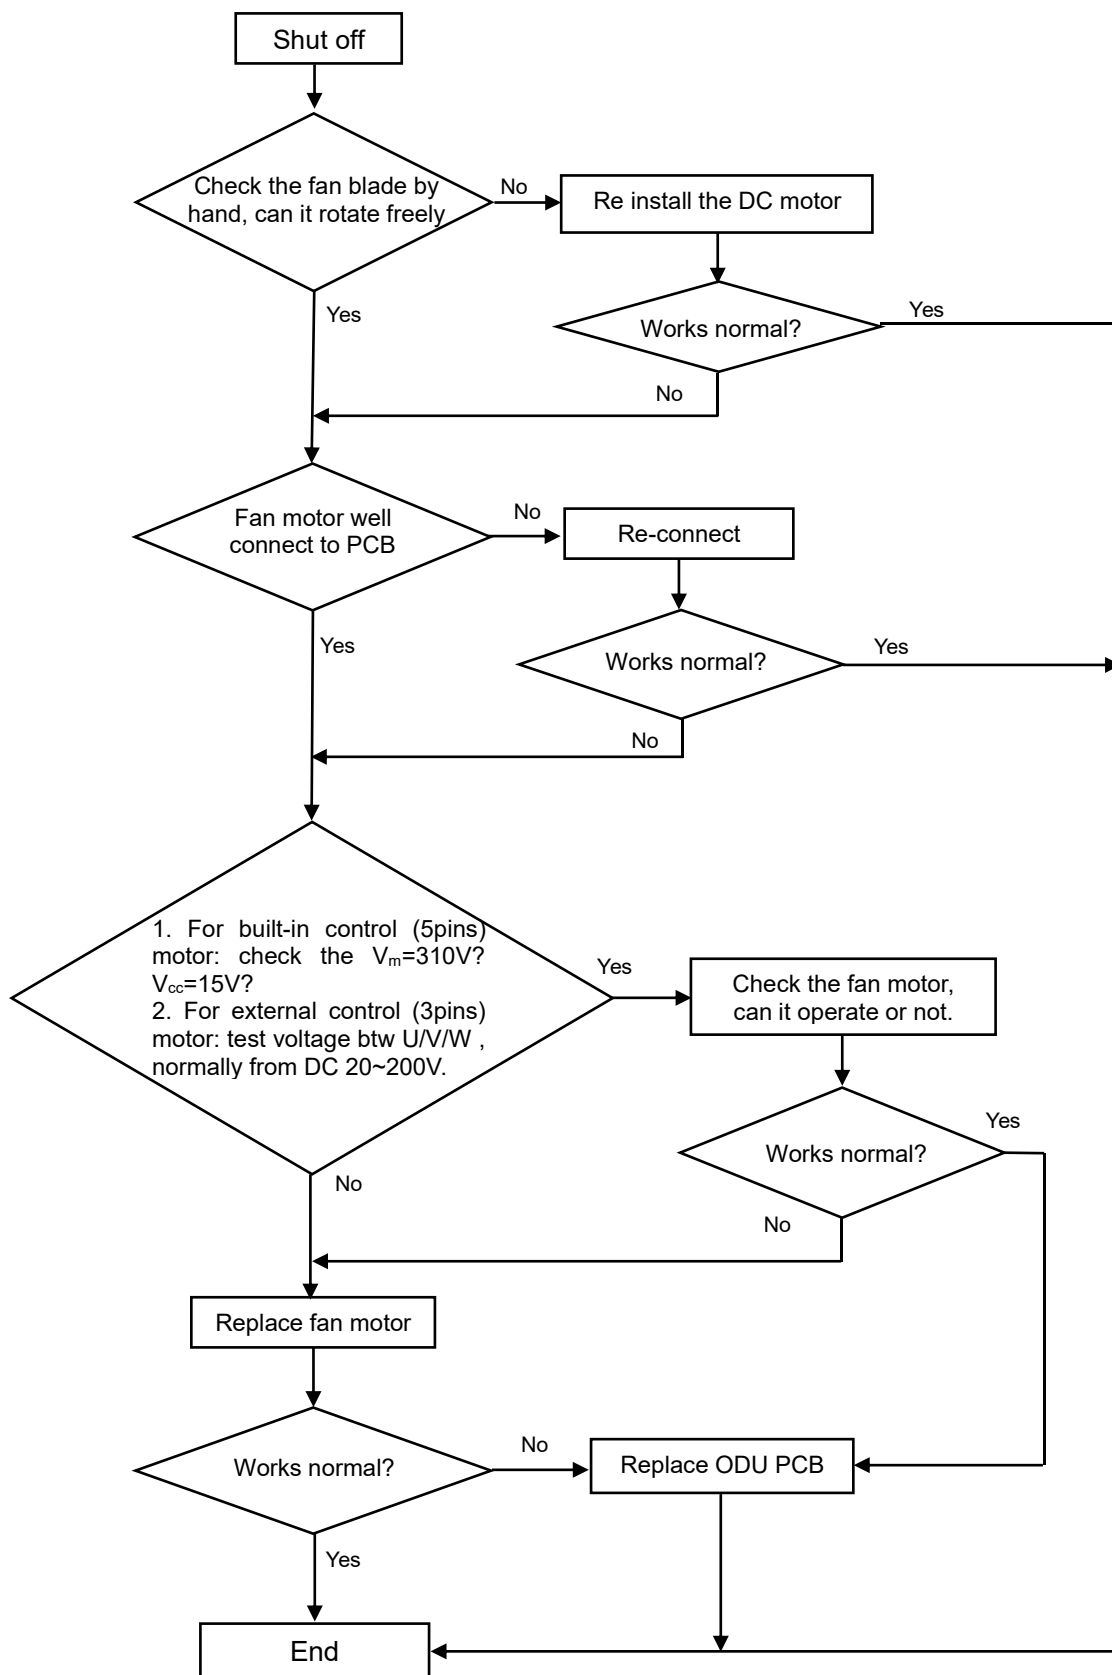 Shut off
Check the fan blade by
hand, can it rotate freely
No
Re install the DC motor
Yes
Works normal?
Yes
No
Fan motor well
connect to PCB
No
Re-connect
Yes
Works normal?
Yes
No
1. For built-in control (5pins)
motor: check the Vm=310V?
Vcc=15V?
2. For external control (3pins)
motor: test voltage btw U/V/W ,
normally from DC 20~200V.
Yes
Check the fan motor,
can it operate or not.
Works normal?
Yes
No
No
Replace fan motor
Works normal?
No
Replace ODU PCB
Yes
End